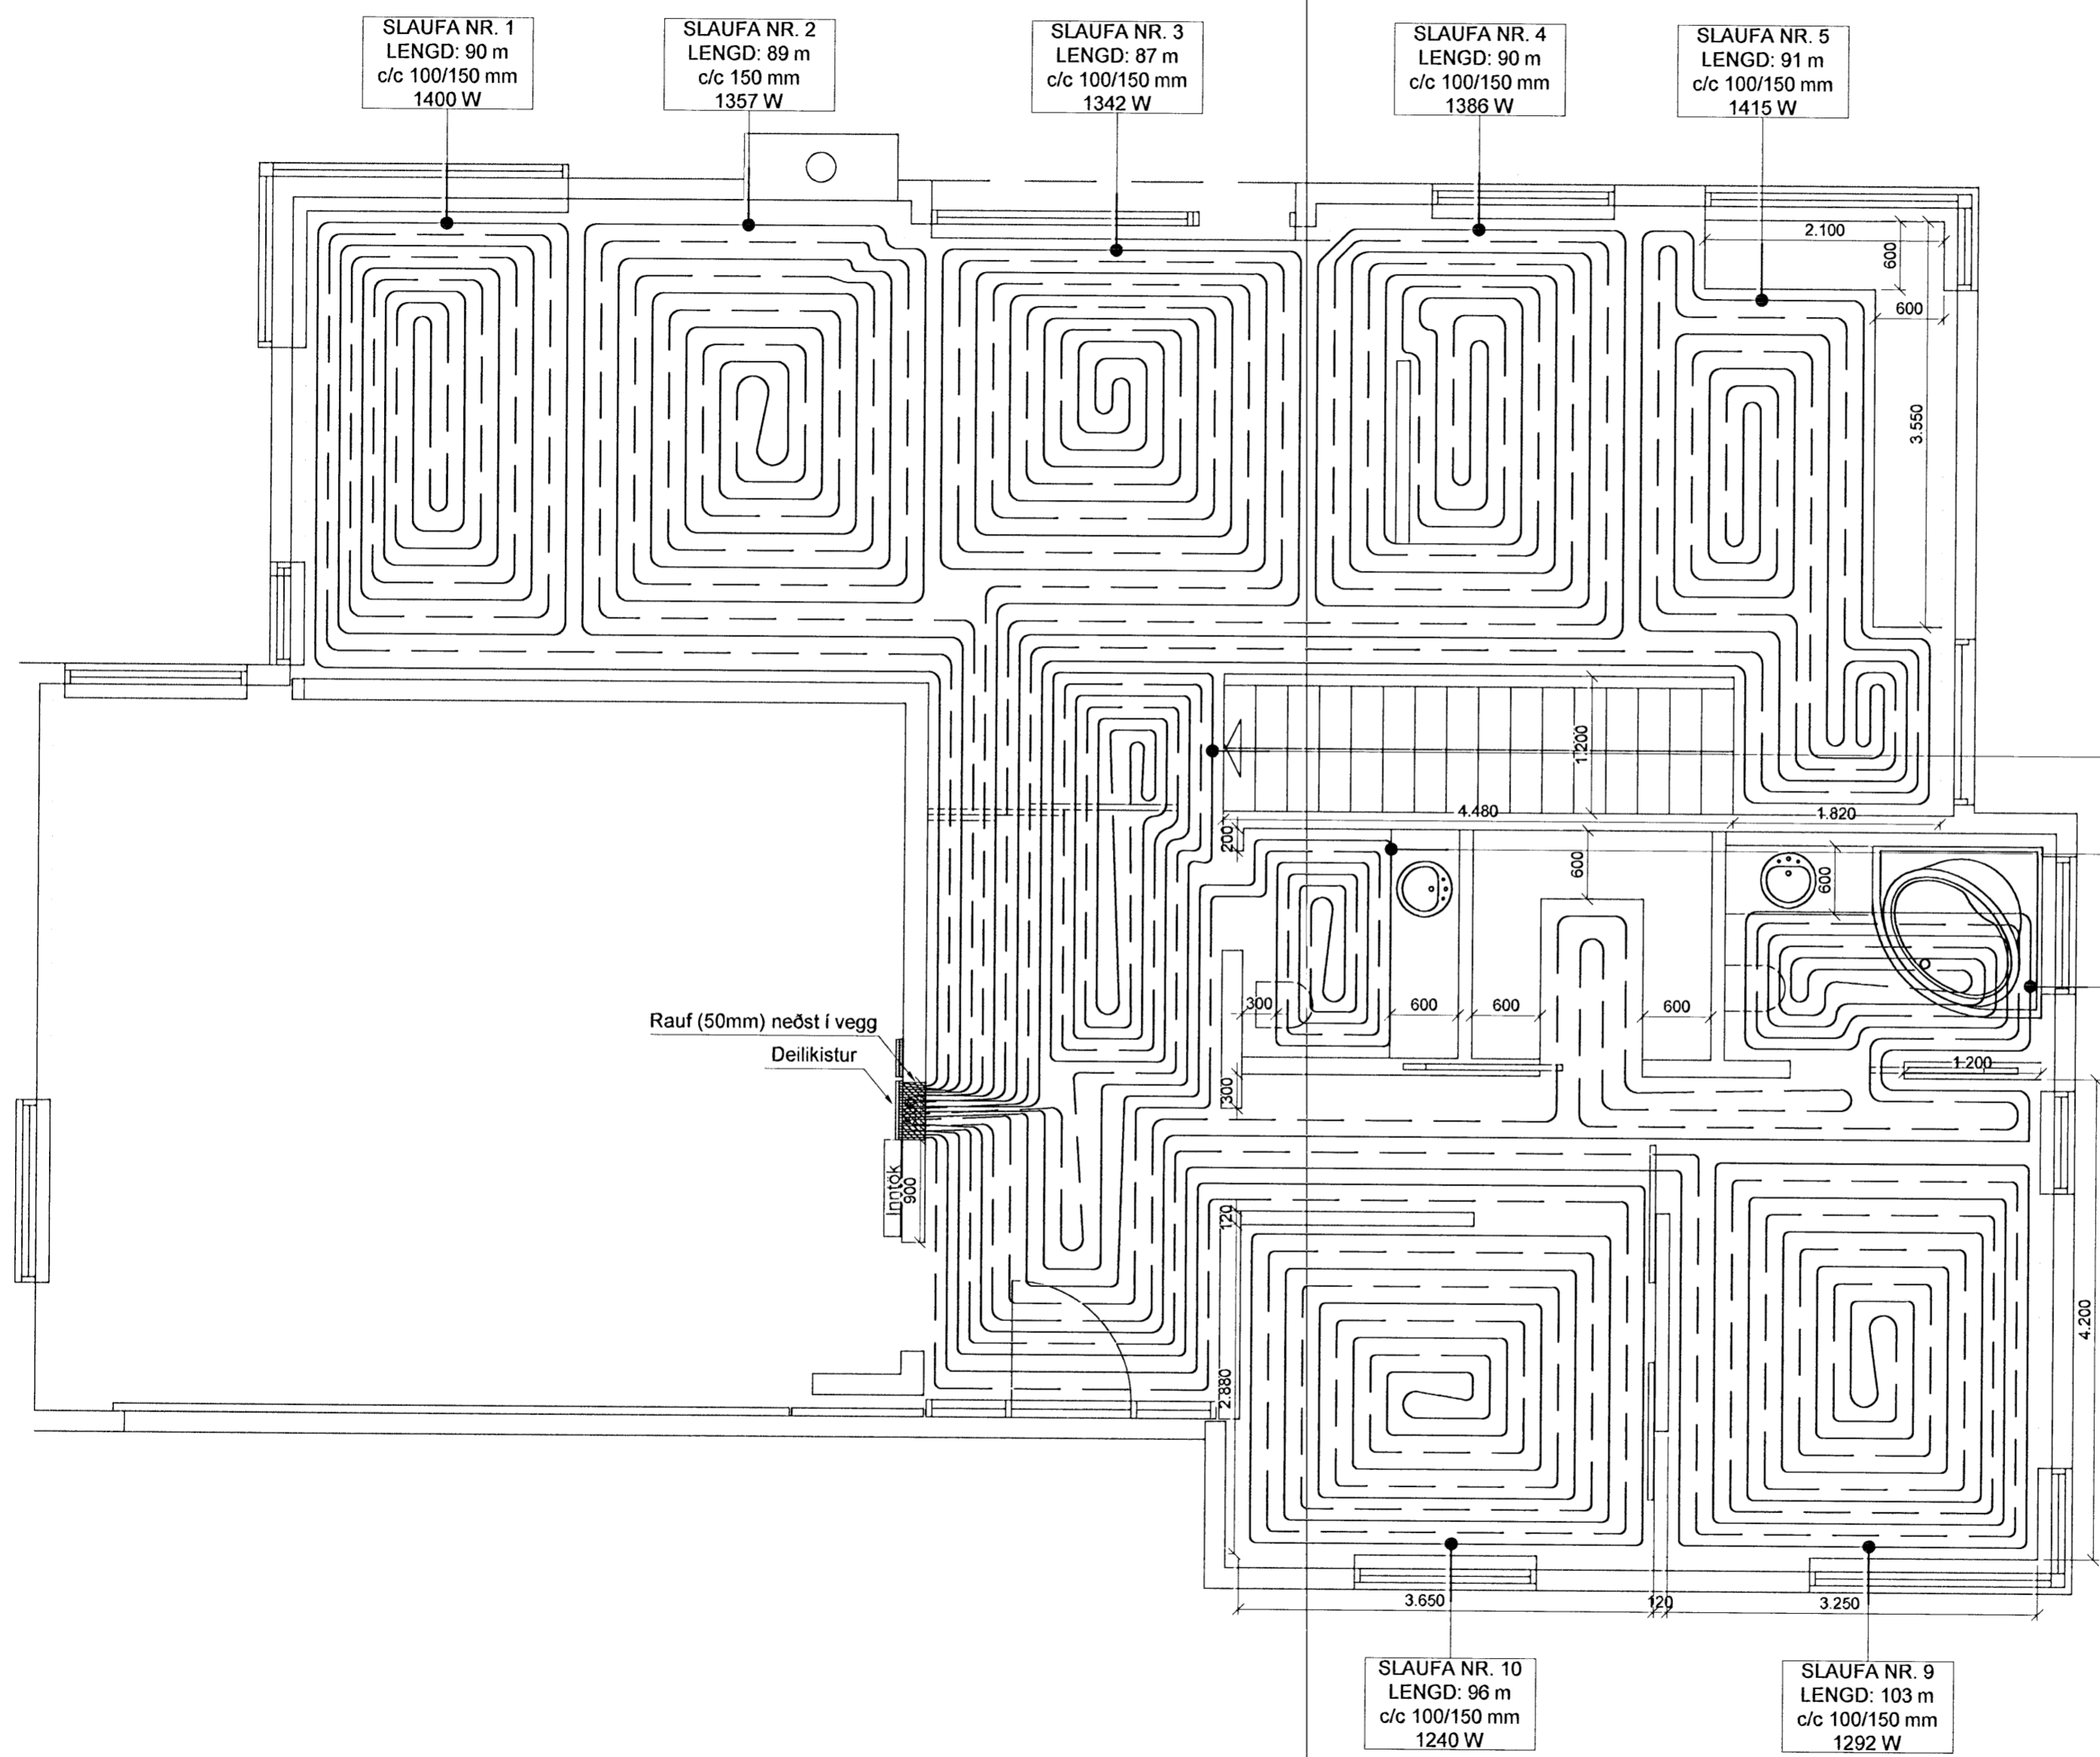 SLAUFA NR. 1
LENGD: 90 m
c/c 100/150 mm
1400 W
SLAUFA NR. 2
LENGD: 89 m
c/c 150 mm
1357 W
SLAUFA NR. 3
LENGD: 87 m
c/c 100/150 mm
1342 W
SLAUFA NR. 4
LENGD: 90 m
c/c 100/150 mm
1386 W
SLAUFA NR. 5
LENGD: 91 m
c/c 100/150 mm
1415 W
2.100
600
600
3.550
1.200
4.480
1.820
200
600
600
300
600
600
600
Rauf (50mm) neðst í vegg
Deilikistur
300
1.200
Inntök
900
120
2.880
4.200
3.650
120
3.250
SLAUFA NR. 10
LENGD: 96 m
c/c 100/150 mm
1240 W
SLAUFA NR. 9
LENGD: 103 m
c/c 100/150 mm
1292 W